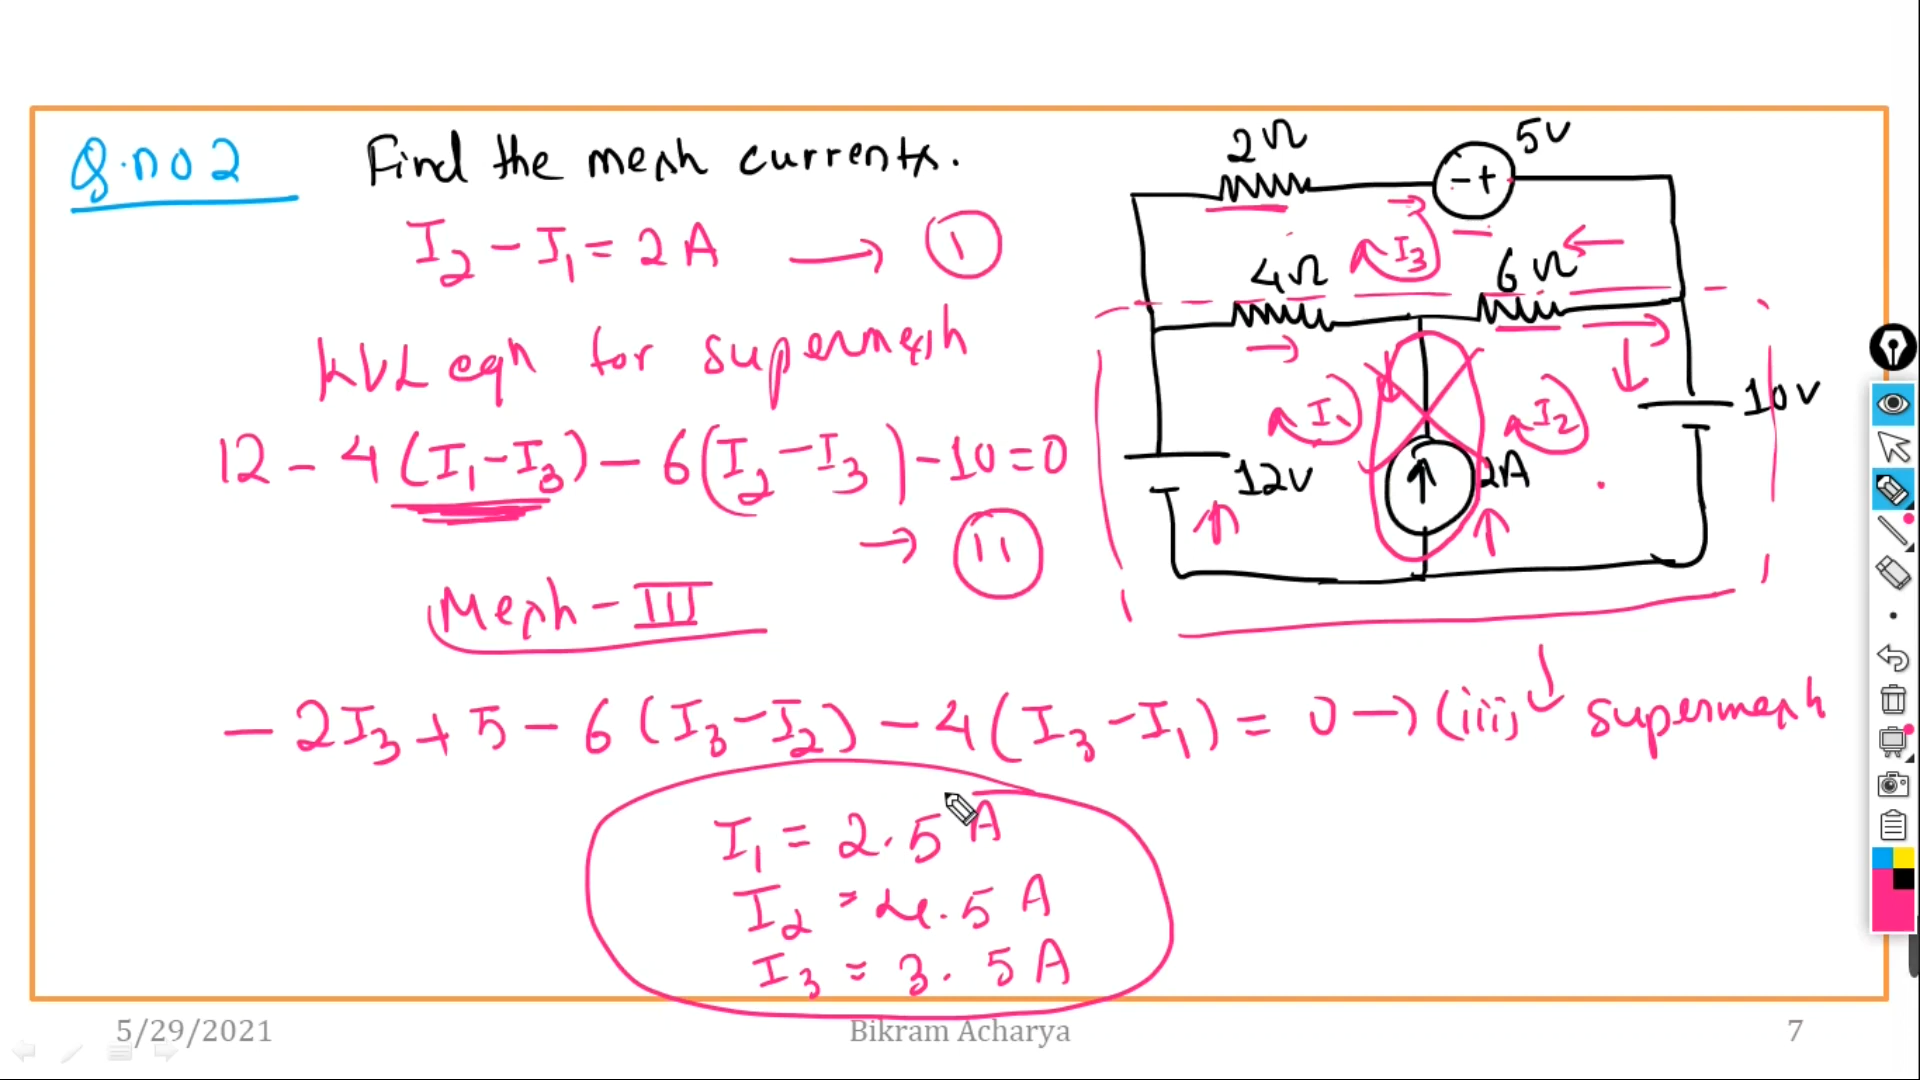 Q.no 2 Find the mesh currents.
I₂ - I₁ = 2 A → (I)
KVL eqn for supermesh
12 - 4 (I₁ - I₃) - 6 (I₂ - I₃) - 10 = 0
→ (II)
Mesh - III
- 2I₃ + 5 - 6 (I₃ - I₂) - 4 (I₃ - I₁) = 0 → (iii)
I₁ = 2.5 A
I₂ = 4.5 A
I₃ = 3.5 A
2Ω
5V
- +
I₃
4Ω
6Ω
I₁
I₂
10V
12V
2A
supermesh
5/29/2021
Bikram Acharya
7